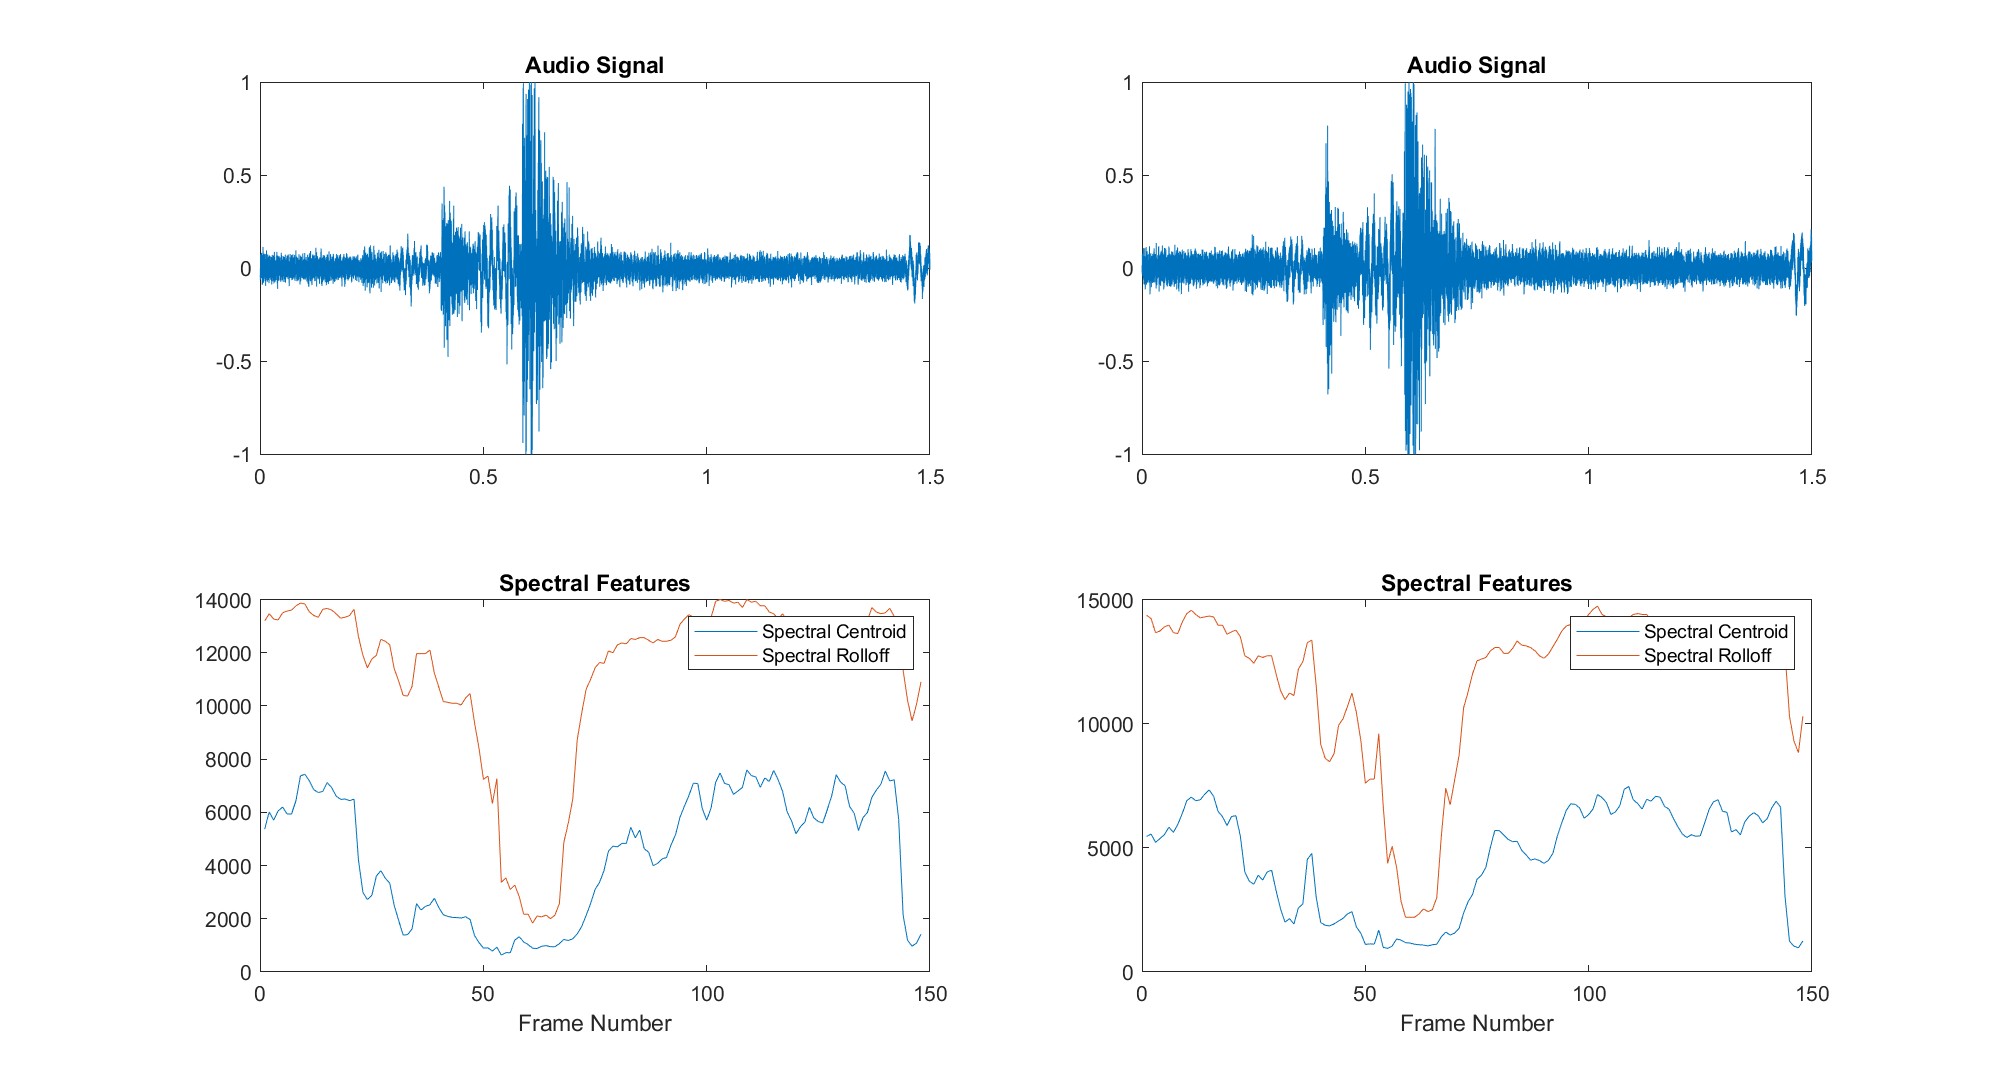 Audio Signal
1
0.5
0
-0.5
-1
0 0.5 1 1.5
Audio Signal
1
0.5
0
-0.5
-1
0 0.5 1 1.5
Spectral Features
14000
12000
10000
8000
6000
4000
2000
0
Spectral Centroid
Spectral Rolloff
0 50 100 150
Frame Number
Spectral Features
15000
10000
5000
0
Spectral Centroid
Spectral Rolloff
0 50 100 150
Frame Number